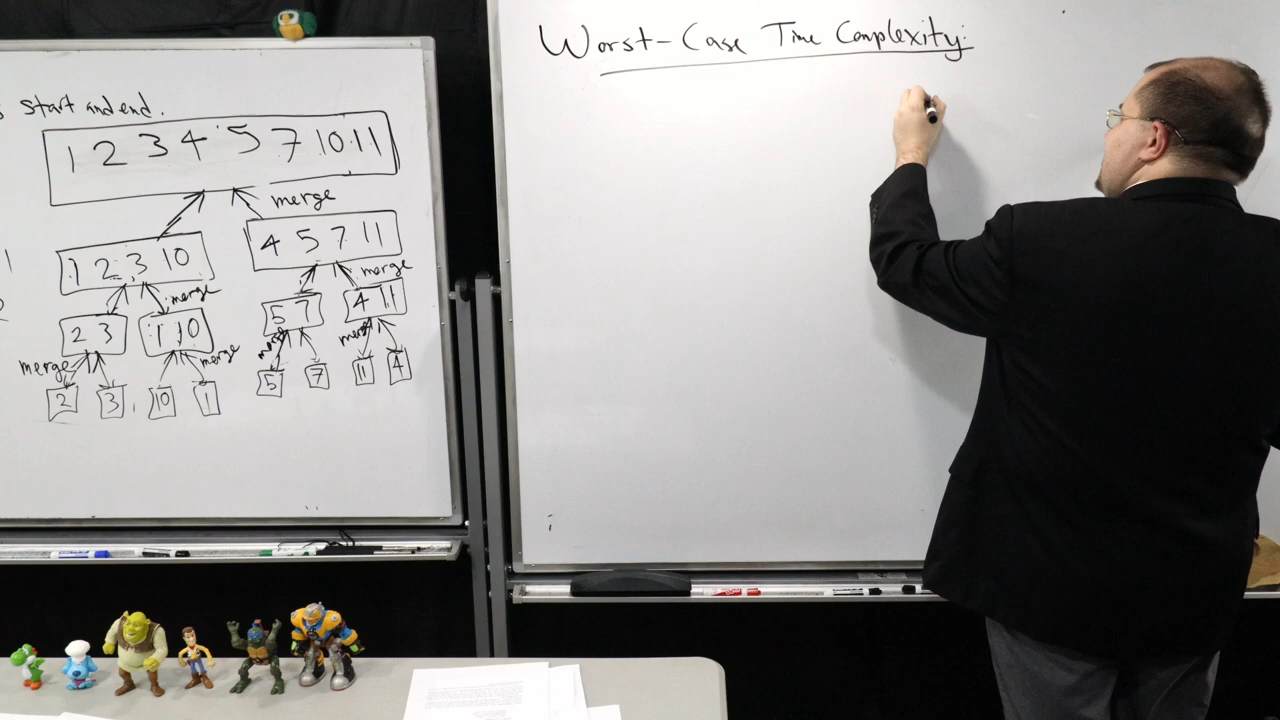 s start and end.
1 2 3 4 5 7 10 11
merge
1 2 3 10
4 5 7 11
merge
merge
2 3
1 10
5 7
4 11
merge
merge
merge
merge
2
3
10
1
5
7
11
4
Worst-Case Time Complexity: